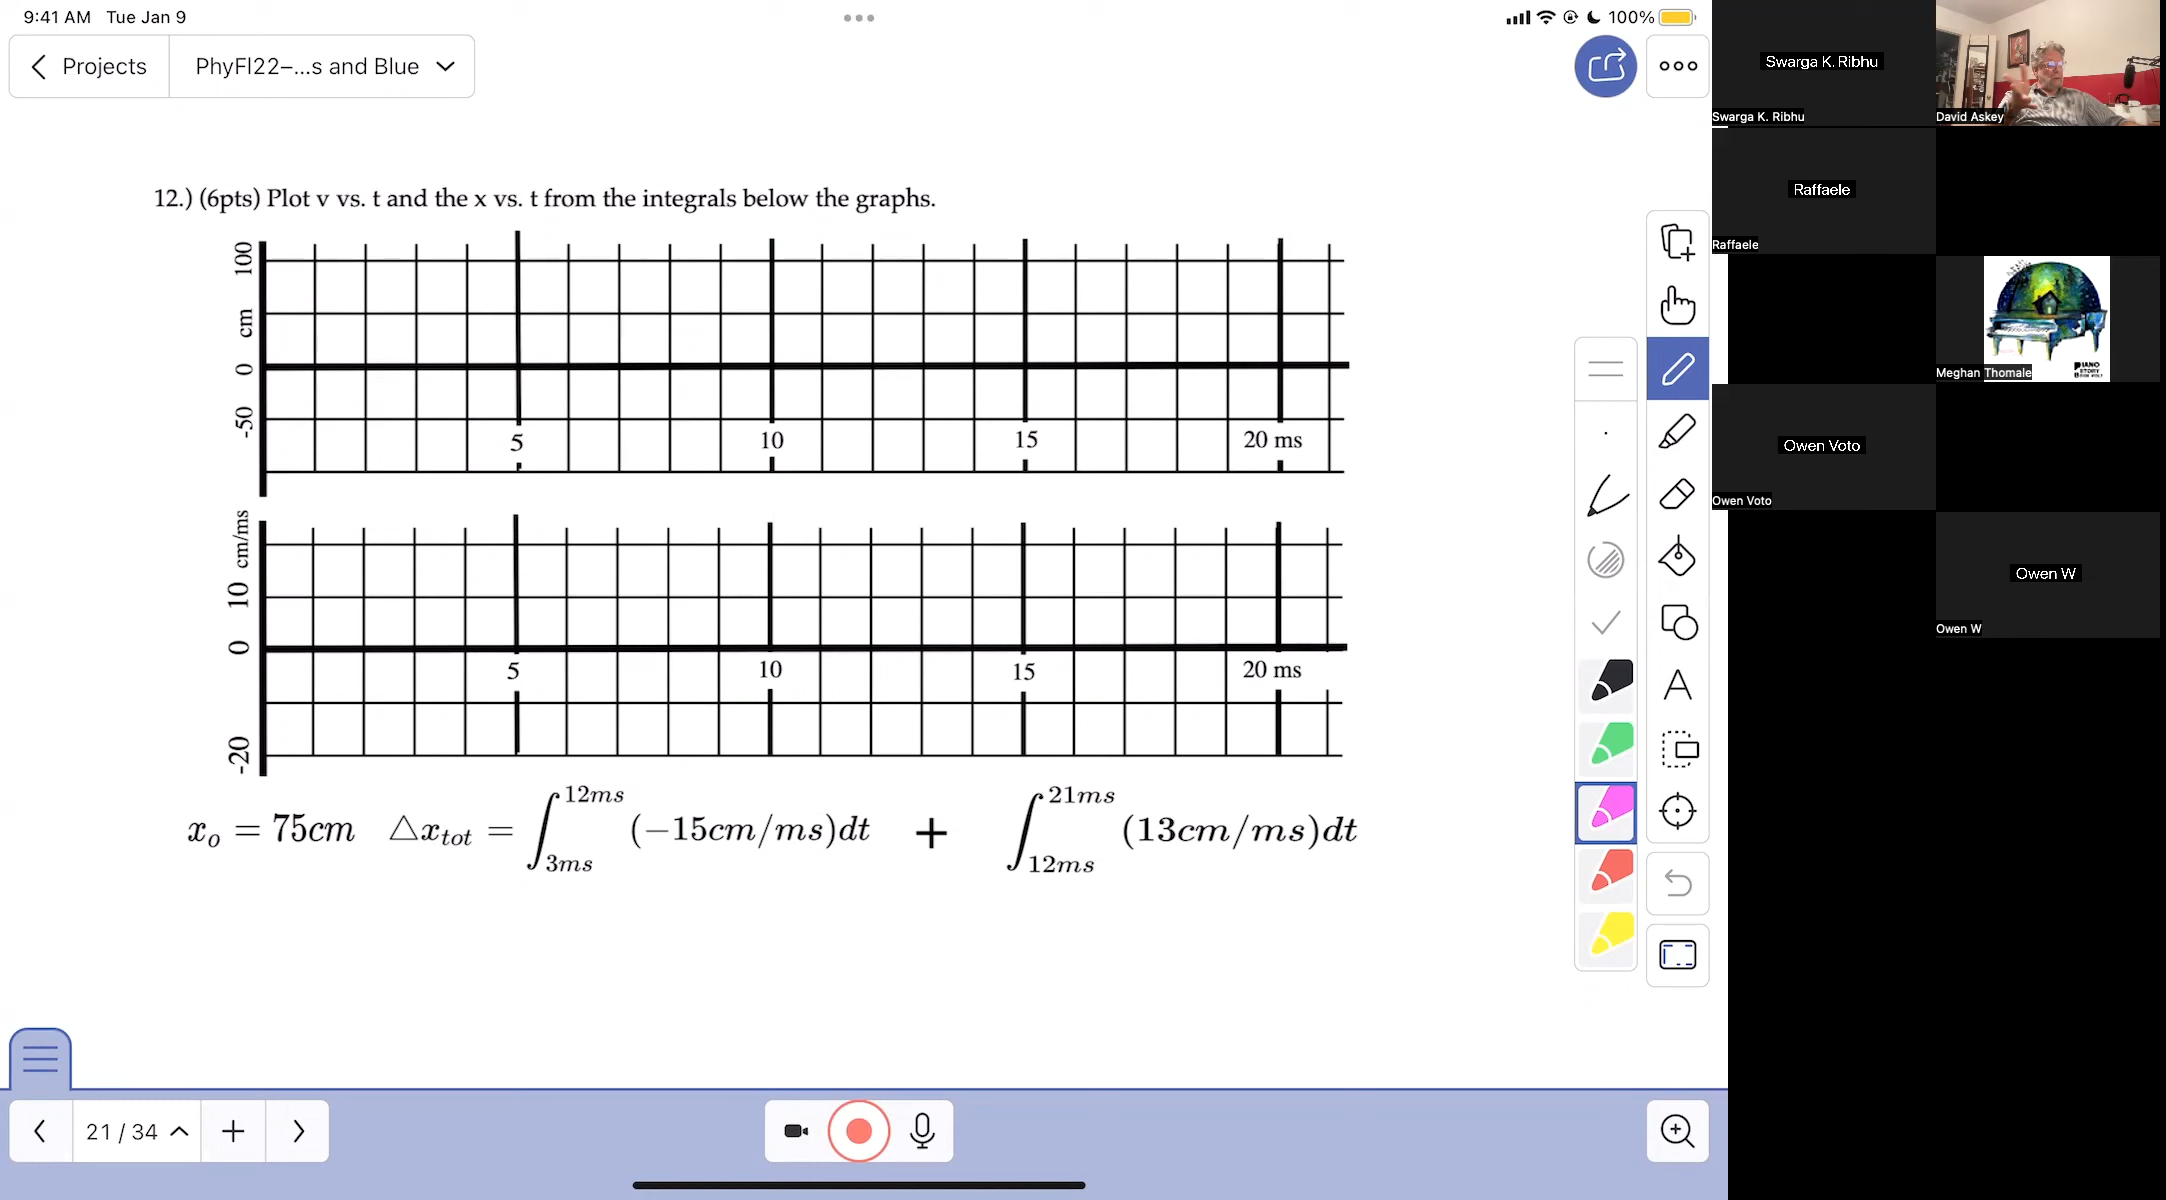 9:41 AM Tue Jan 9
100%
Projects
PhyFl22–...s and Blue
12.) (6pts) Plot v vs. t and the x vs. t from the integrals below the graphs.
100
cm
0
-50
5
10
15
20 ms
cm/ms
10
0
-20
5
10
15
20 ms
x_o = 75cm △x_tot = ∫_{3ms}^{12ms} (−15cm/ms)dt + ∫_{12ms}^{21ms} (13cm/ms)dt
A
21 / 34
Swarga K. Ribhu
Swarga K. Ribhu
David Askey
Raffaele
Raffaele
Meghan Thomale
Owen Voto
Owen Voto
Owen W
Owen W